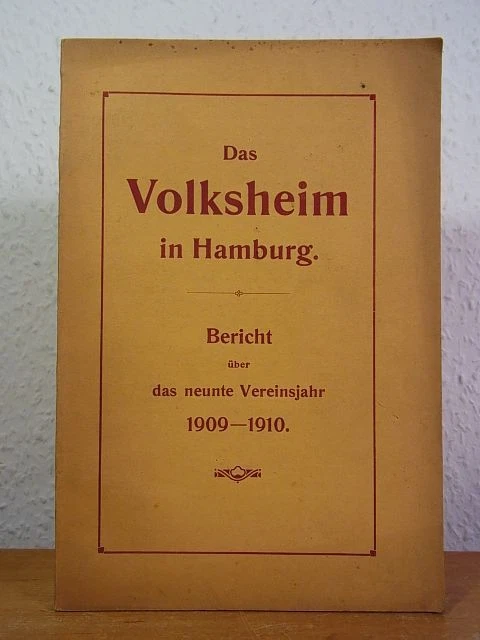 Das
Volksheim
in Hamburg.
Bericht
über
das neunte Vereinsjahr
1909—1910.